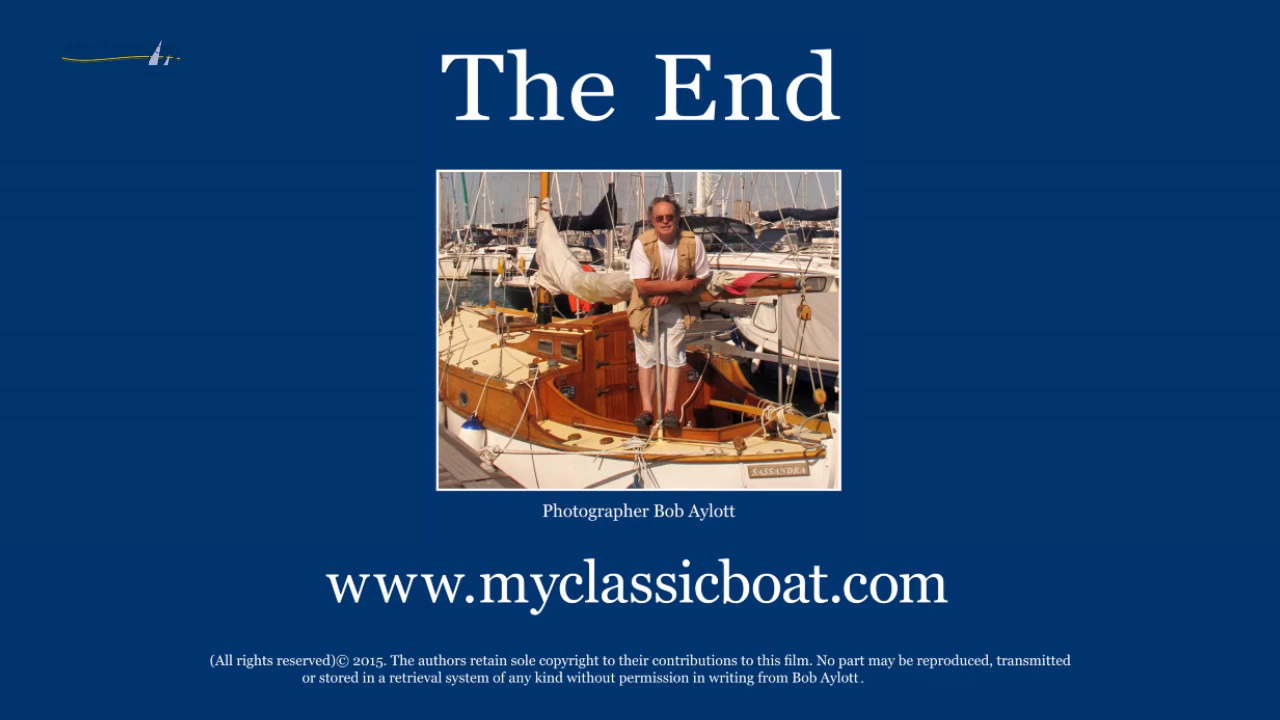 The End
SASSANDRA
Photographer Bob Aylott
www.myclassicboat.com
(All rights reserved)© 2015. The authors retain sole copyright to their contributions to this film. No part may be reproduced, transmitted
or stored in a retrieval system of any kind without permission in writing from Bob Aylott.